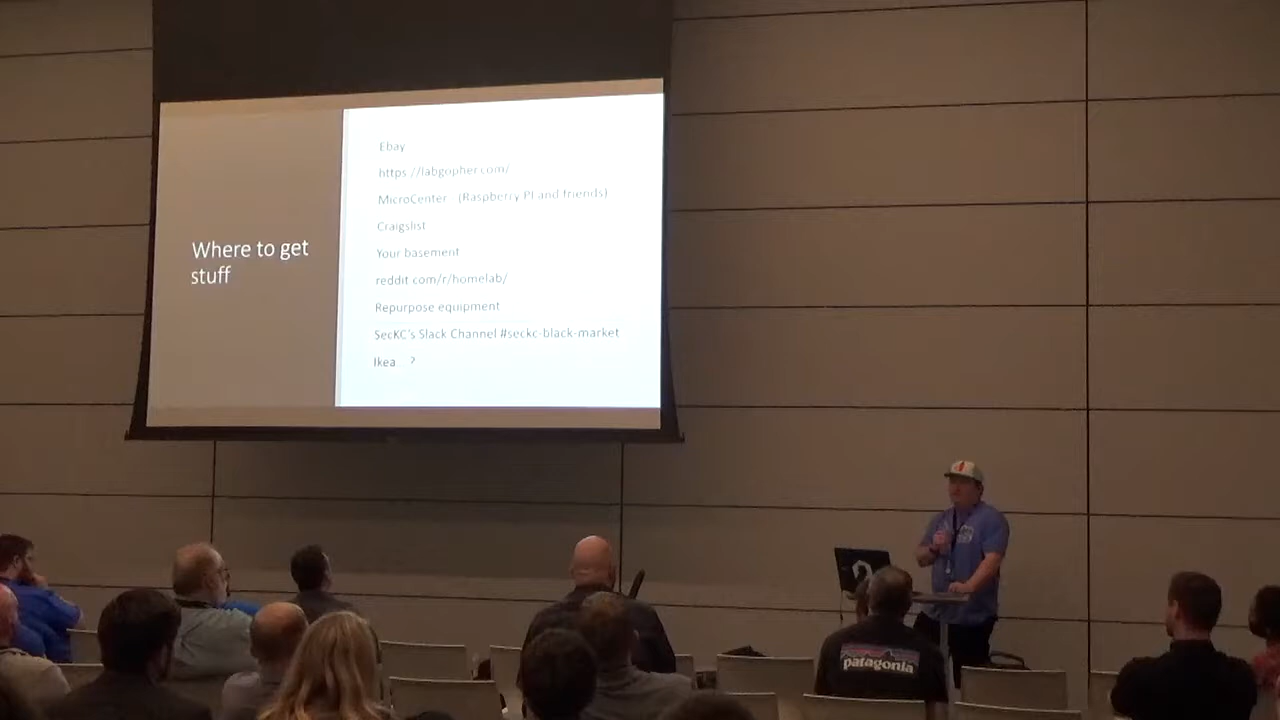 Where to get
stuff
Ebay
https://labgopher.com/
MicroCenter (Raspberry PI and friends)
Craigslist
Your basement
reddit.com/r/homelab/
Repurpose equipment
SecKC's Slack Channel #seckc-black-market
Ikea ?
patagonia